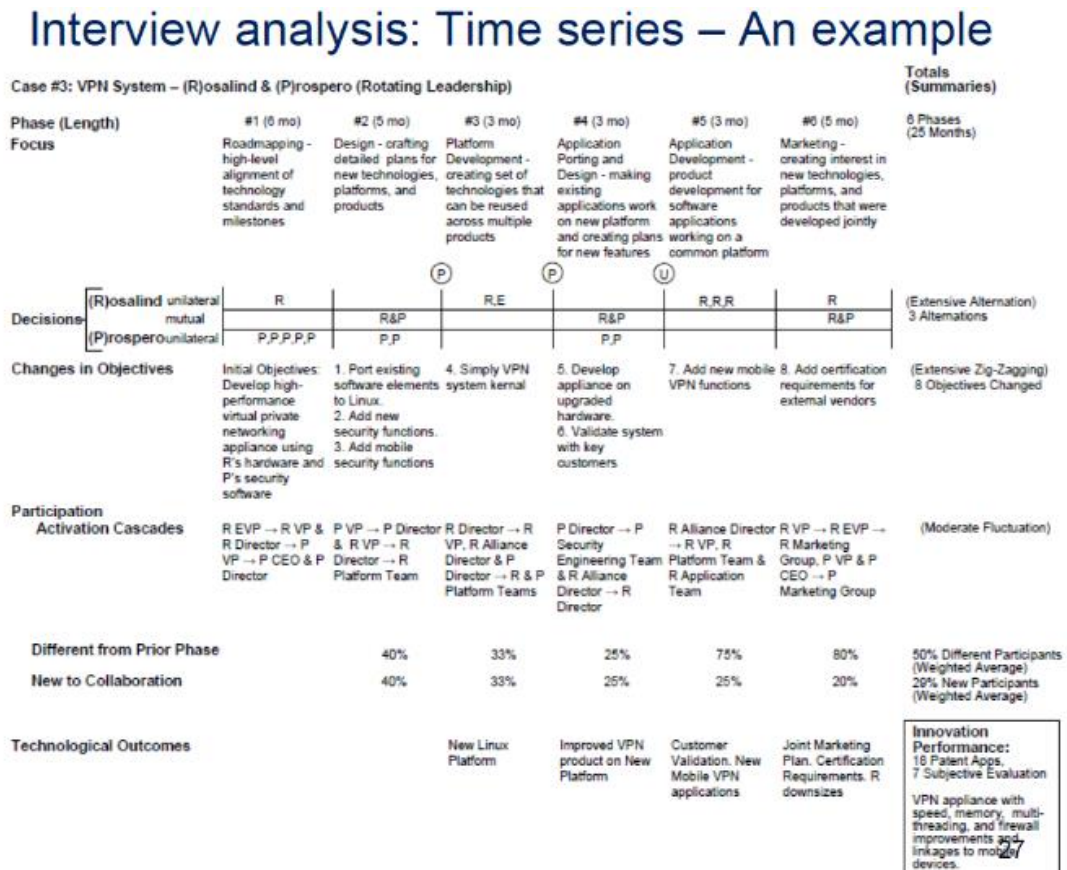 Interview analysis: Time series – An example
Case #3: VPN System – (R)osalind & (P)rospero (Rotating Leadership)
Totals
(Summaries)
Phase (Length)
#1 (6 mo)
#2 (5 mo)
#3 (3 mo)
#4 (3 mo)
#5 (3 mo)
#6 (5 mo)
6 Phases
(25 Months)
Focus
Roadmapping -
high-level
alignment of
technology
standards and
milestones
Design - crafting
detailed plans for
new technologies,
platforms, and
products
Platform
Development -
creating set of
technologies that
can be reused
across multiple
products
Application
Porting and
Design - making
existing
applications work
on new platform
and creating plans
for new features
Application
Development -
product
development for
software
applications
working on a
common platform
Marketing -
creating interest in
new technologies,
platforms, and
products that were
developed jointly
P
P
U
Decisions
(R)osalind unilateral
R
R,E
R,R,R
R
mutual
R&P
R&P
R&P
(P)rospero unilateral
P,P,P,P,P
P,P
P,P
(Extensive Alternation)
3 Alternations
Changes in Objectives
Initial Objectives:
Develop high-
performance
virtual private
networking
appliance using
R's hardware and
P's security
software
1. Port existing
software elements
to Linux.
2. Add new
security functions.
3. Add mobile
security functions
4. Simply VPN
system kernal
5. Develop
appliance on
upgraded
hardware.
6. Validate system
with key
customers
7. Add new mobile
VPN functions
8. Add certification
requirements for
external vendors
(Extensive Zig-Zagging)
8 Objectives Changed
Participation
Activation Cascades
R EVP → R VP &
R Director → P
VP → P CEO & P
Director
P VP → P Director
& R VP → R
Director → R
Platform Team
R Director → R
VP, R Alliance
Director & P
Director → R & P
Platform Teams
P Director → P
Security
Engineering Team
& R Alliance
Director → R
Director
R Alliance Director
→ R VP, R
Platform Team &
R Application
Team
R VP → R EVP →
R Marketing
Group, P VP & P
CEO → P
Marketing Group
(Moderate Fluctuation)
Different from Prior Phase
40%
33%
25%
75%
80%
50% Different Participants
(Weighted Average)
New to Collaboration
40%
33%
25%
25%
20%
29% New Participants
(Weighted Average)
Technological Outcomes
New Linux
Platform
Improved VPN
product on New
Platform
Customer
Validation. New
Mobile VPN
applications
Joint Marketing
Plan. Certification
Requirements. R
downsizes
Innovation
Performance:
16 Patent Apps,
7 Subjective Evaluation
VPN appliance with
speed, memory, multi-
threading, and firewall
improvements and
linkages to mobile
devices.
27